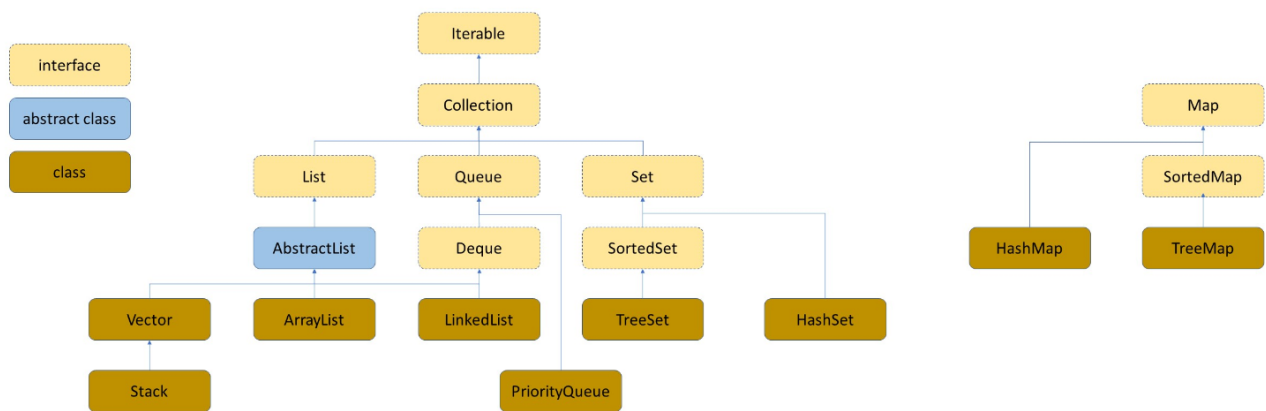 Iterable
interface
Collection
Map
abstract class
class
List
Queue
Set
SortedMap
AbstractList
Deque
SortedSet
HashMap
TreeMap
Vector
ArrayList
LinkedList
TreeSet
HashSet
Stack
PriorityQueue